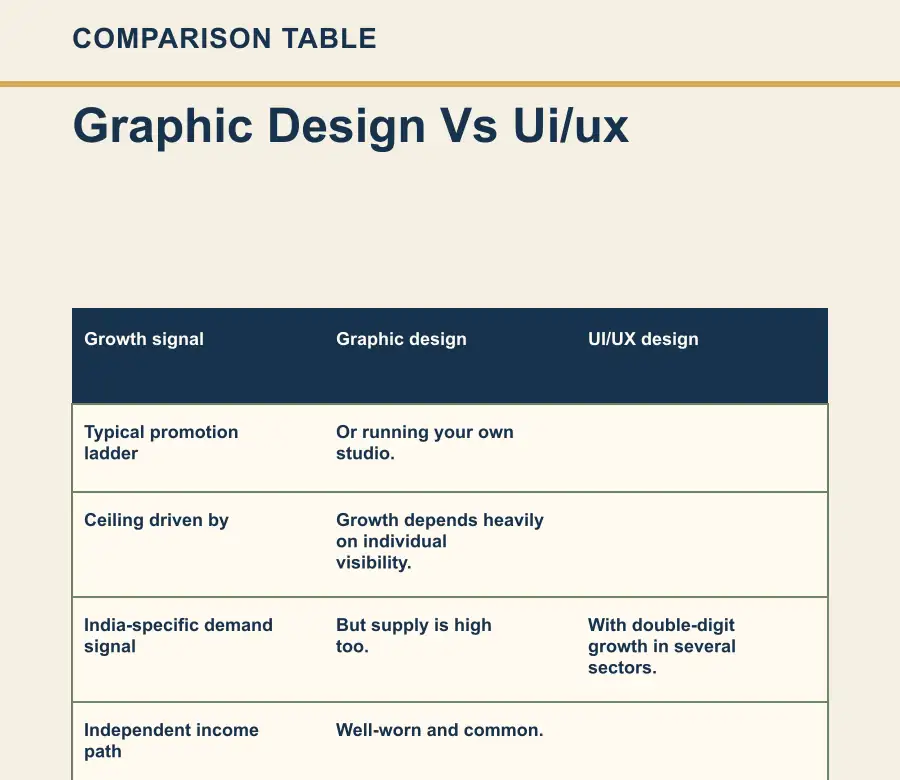 COMPARISON TABLE
Graphic Design Vs Ui/ux
Growth signal
Graphic design
UI/UX design
Typical promotion
ladder
Or running your own
studio.
Ceiling driven by
Growth depends heavily
on individual
visibility.
India-specific demand
signal
But supply is high
too.
With double-digit
growth in several
sectors.
Independent income
path
Well-worn and common.